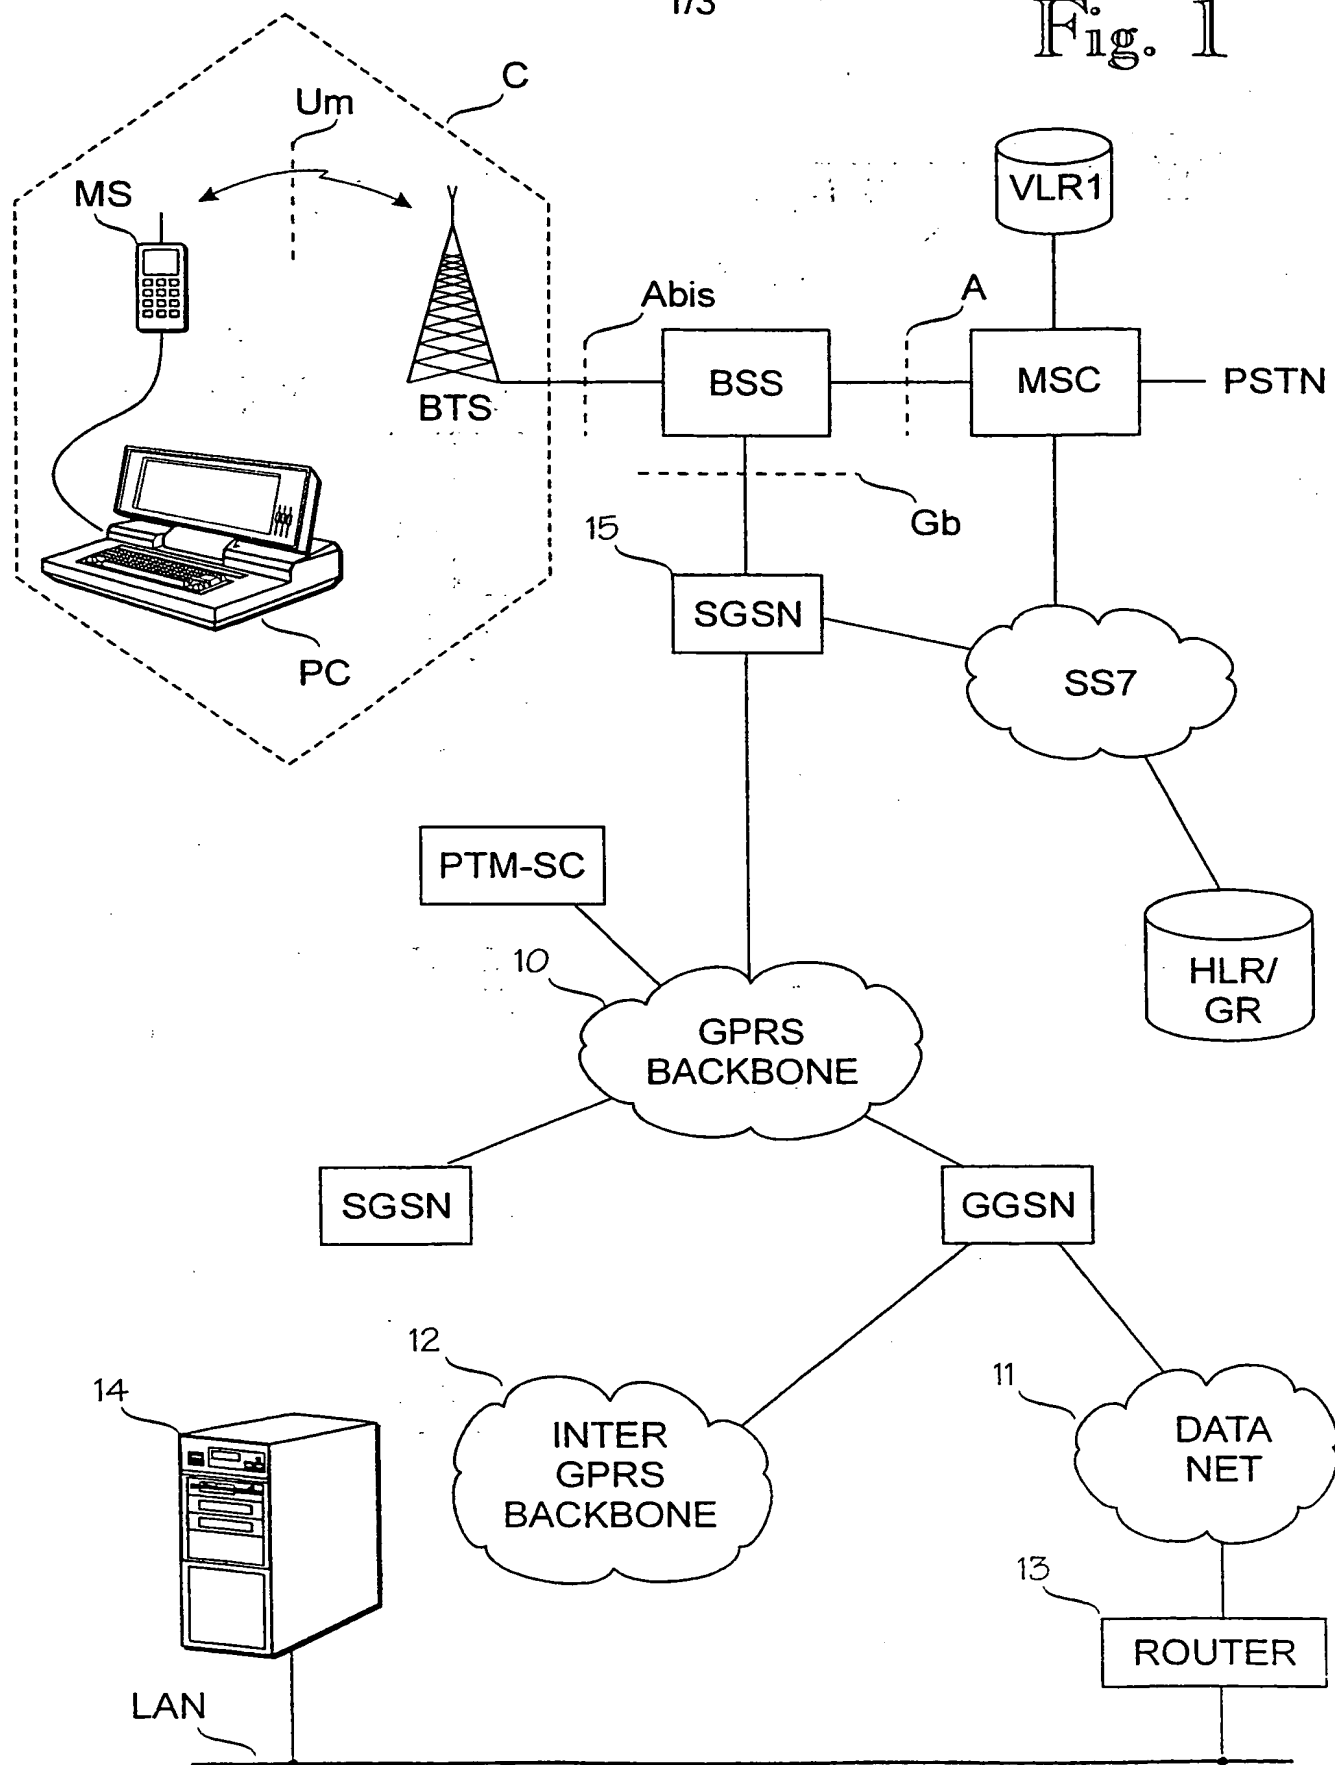 1/3
Fig. 1
C
Um
MS
VLR1
Abis
A
BTS
BSS
MSC
PSTN
Gb
15
SGSN
PC
SS7
PTM-SC
10
HLR/
GR
GPRS
BACKBONE
SGSN
GGSN
12
11
14
INTER
GPRS
BACKBONE
DATA
NET
13
ROUTER
LAN